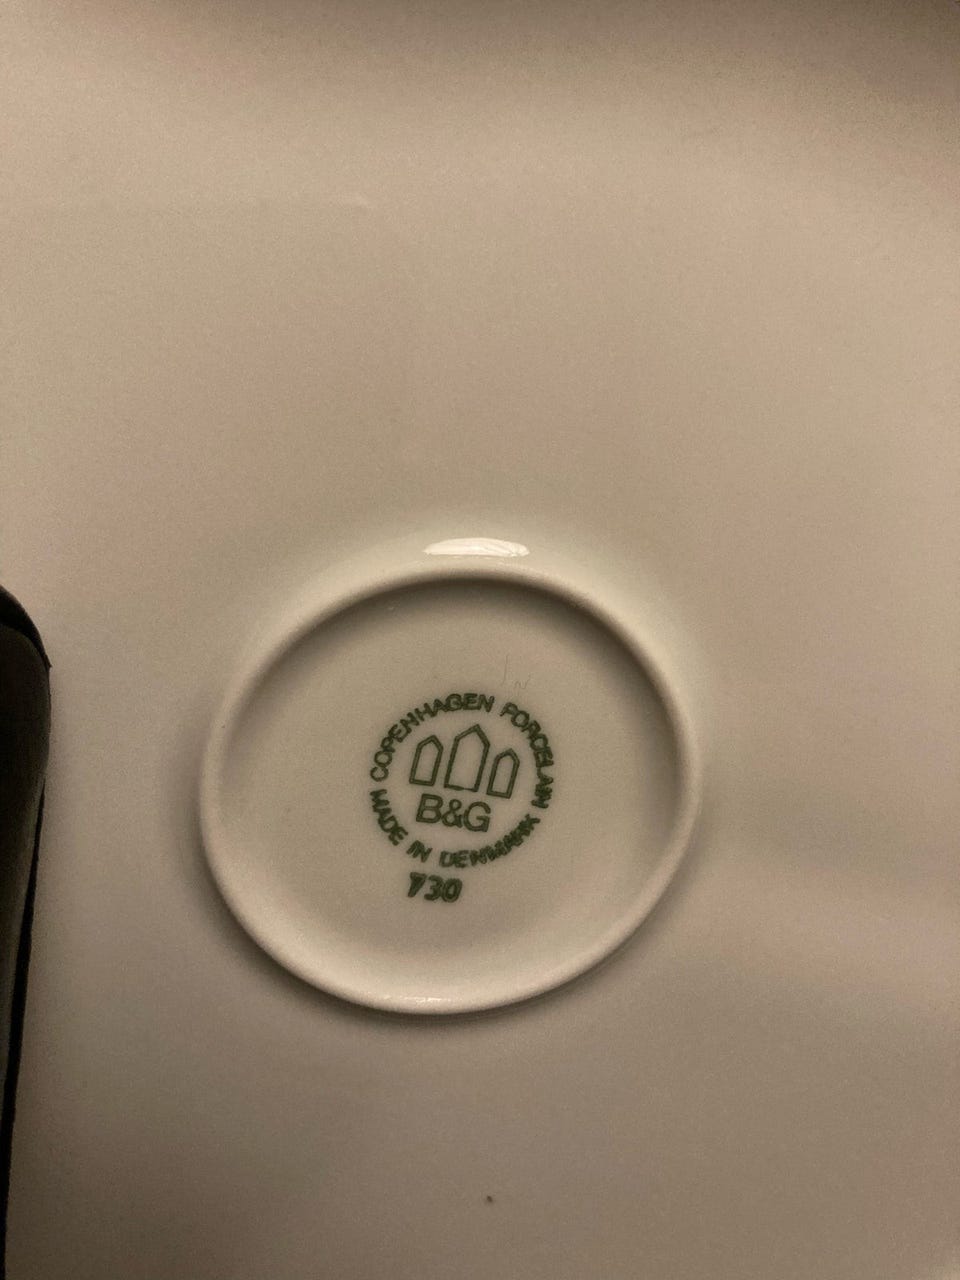 COPENHAGEN PORCELAIN
B&G
MADE IN DENMARK
730